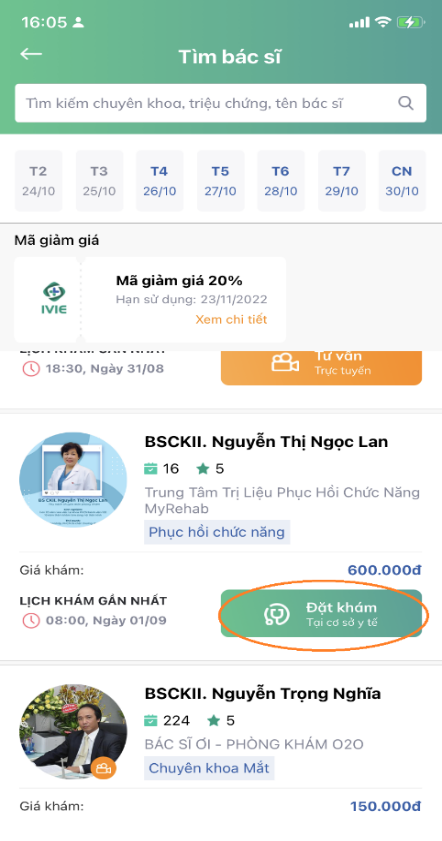 16:05
Tìm bác sĩ
Tìm kiếm chuyên khoa, triệu chứng, tên bác sĩ
T2 T3 T4 T5 T6 T7 CN
24/10 25/10 26/10 27/10 28/10 29/10 30/10
Mã giảm giá
IVIE
Mã giảm giá 20%
Hạn sử dụng: 23/11/2022
Xem chi tiết
LỊCH KHÁM GẦN NHẤT
18:30, Ngày 31/08
Tư vấn
Trực tuyến
BSCKII. Nguyễn Thị Ngọc Lan
16 5
Trung Tâm Trị Liệu Phục Hồi Chức Năng
MyRehab
Phục hồi chức năng
Giá khám: 600.000đ
LỊCH KHÁM GẦN NHẤT
08:00, Ngày 01/09
Đặt khám
Tại cơ sở y tế
BSCKII. Nguyễn Trọng Nghĩa
224 5
BÁC SĨ ƠI - PHÒNG KHÁM O2O
Chuyên khoa Mắt
Giá khám: 150.000đ